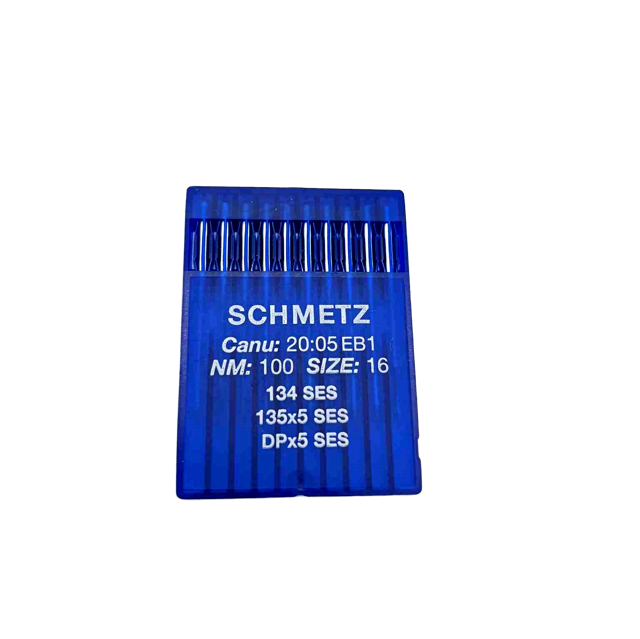 SCHMETZ
Canu: 20:05 EB1
NM: 100 SIZE: 16
134 SES
135x5 SES
DPx5 SES